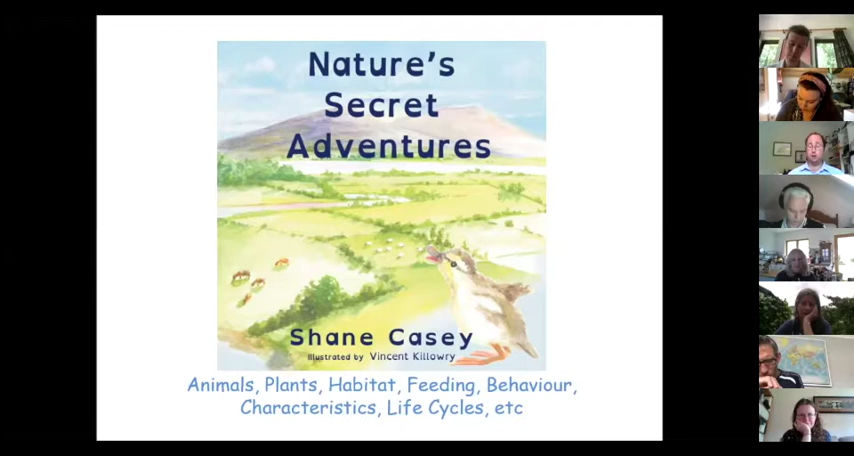 Nature's
Secret
Adventures
Shane Casey
Illustrated by Vincent Killowry
Animals, Plants, Habitat, Feeding, Behaviour,
Characteristics, Life Cycles, etc